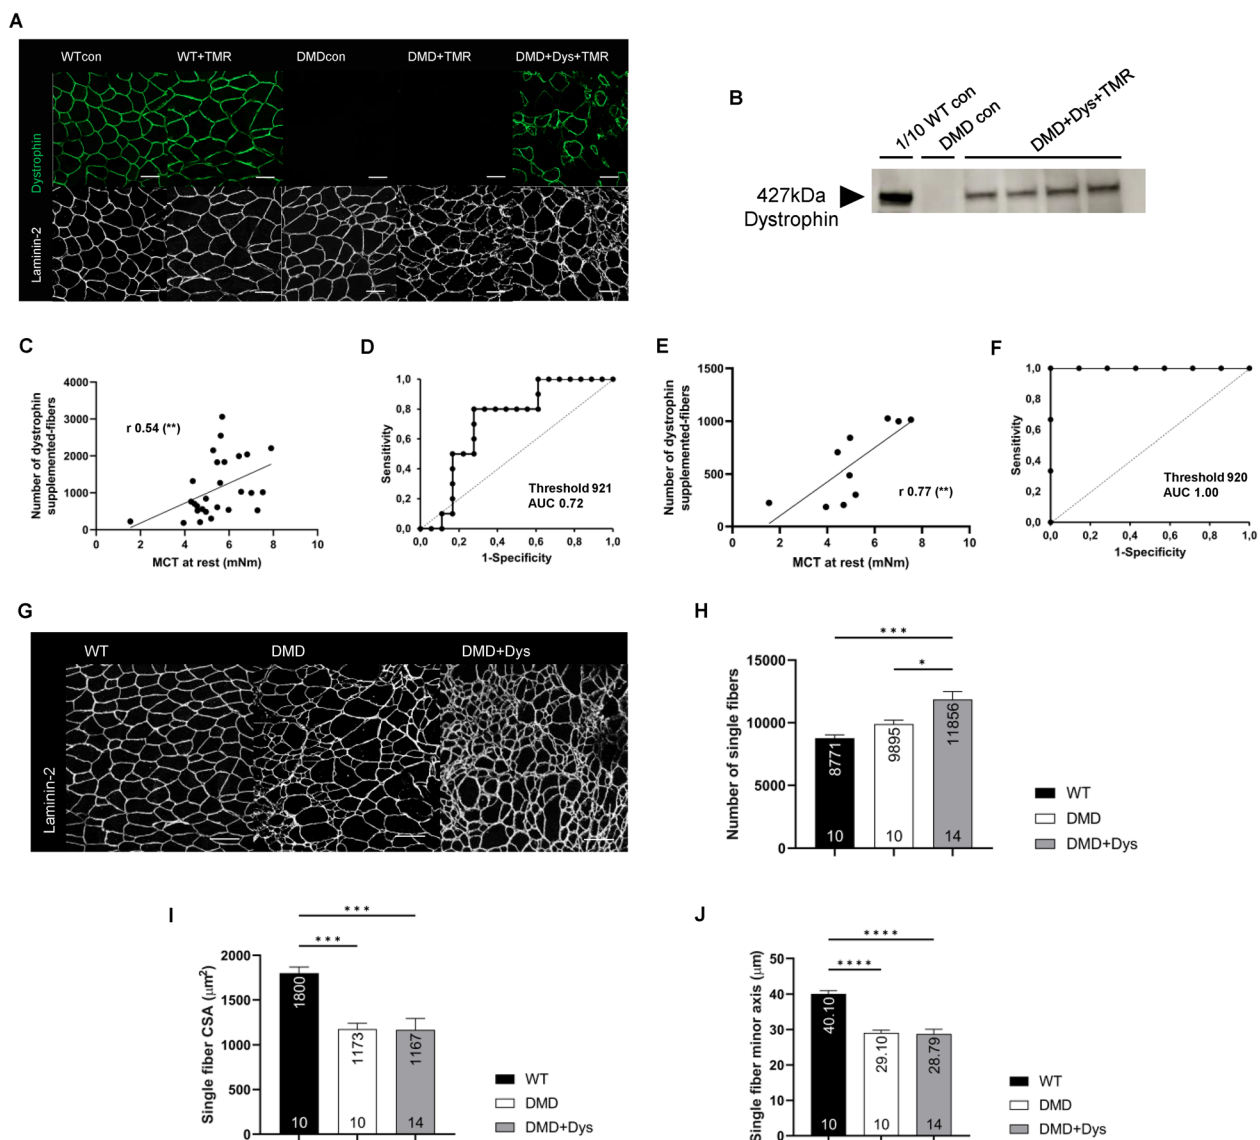 A
WTcon
WT+TMR
DMDcon
DMD+TMR
DMD+Dys+TMR
Dystrophin
Laminin-2
B
1/10 WT con
DMD con
DMD+Dys+TMR
427kDa
Dystrophin
C
Number of dystrophin
supplemented-fibers
4000
3000
2000
1000
0
r 0.54 (**)
0
2
4
6
8
10
MCT at rest (mNm)
D
Sensitivity
1,0
0,8
0,6
0,4
0,2
0,0
Threshold 921
AUC 0.72
0,0
0,2
0,4
0,6
0,8
1,0
1-Specificity
E
Number of dystrophin
supplemented-fibers
1500
1000
500
0
r 0.77 (**)
0
2
4
6
8
10
MCT at rest (mNm)
F
Sensitivity
1,0
0,8
0,6
0,4
0,2
0,0
Threshold 920
AUC 1.00
0,0
0,2
0,4
0,6
0,8
1,0
1-Specificity
G
WT
DMD
DMD+Dys
Laminin-2
H
Number of single fibers
15000
10000
5000
0
***
*
8771
9895
11856
10
10
14
WT
DMD
DMD+Dys
I
Single fiber CSA (µm²)
2000
1500
1000
500
0
***
***
1800
1173
1167
10
10
14
WT
DMD
DMD+Dys
J
Single fiber minor axis (µm)
50
40
30
20
10
0
****
****
40.10
29.10
28.79
10
10
14
WT
DMD
DMD+Dys